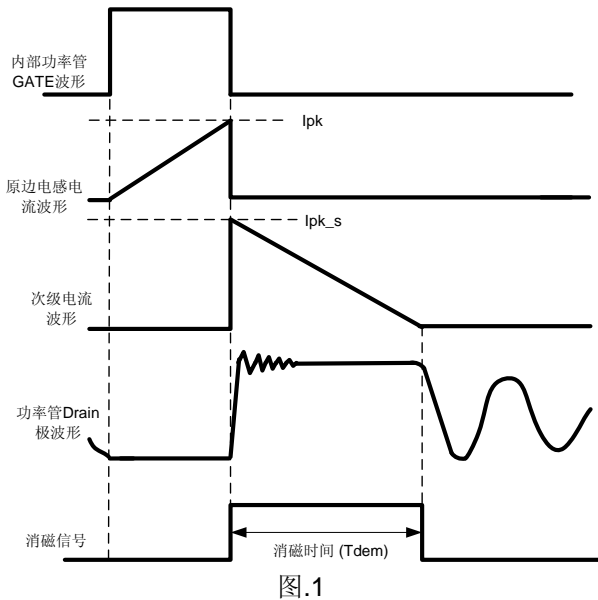 内部功率管
GATE波形
Ipk
原边电感电
流波形
Ipk_s
次级电流
波形
功率管Drain
极波形
消磁信号
消磁时间 (Tdem)
图.1